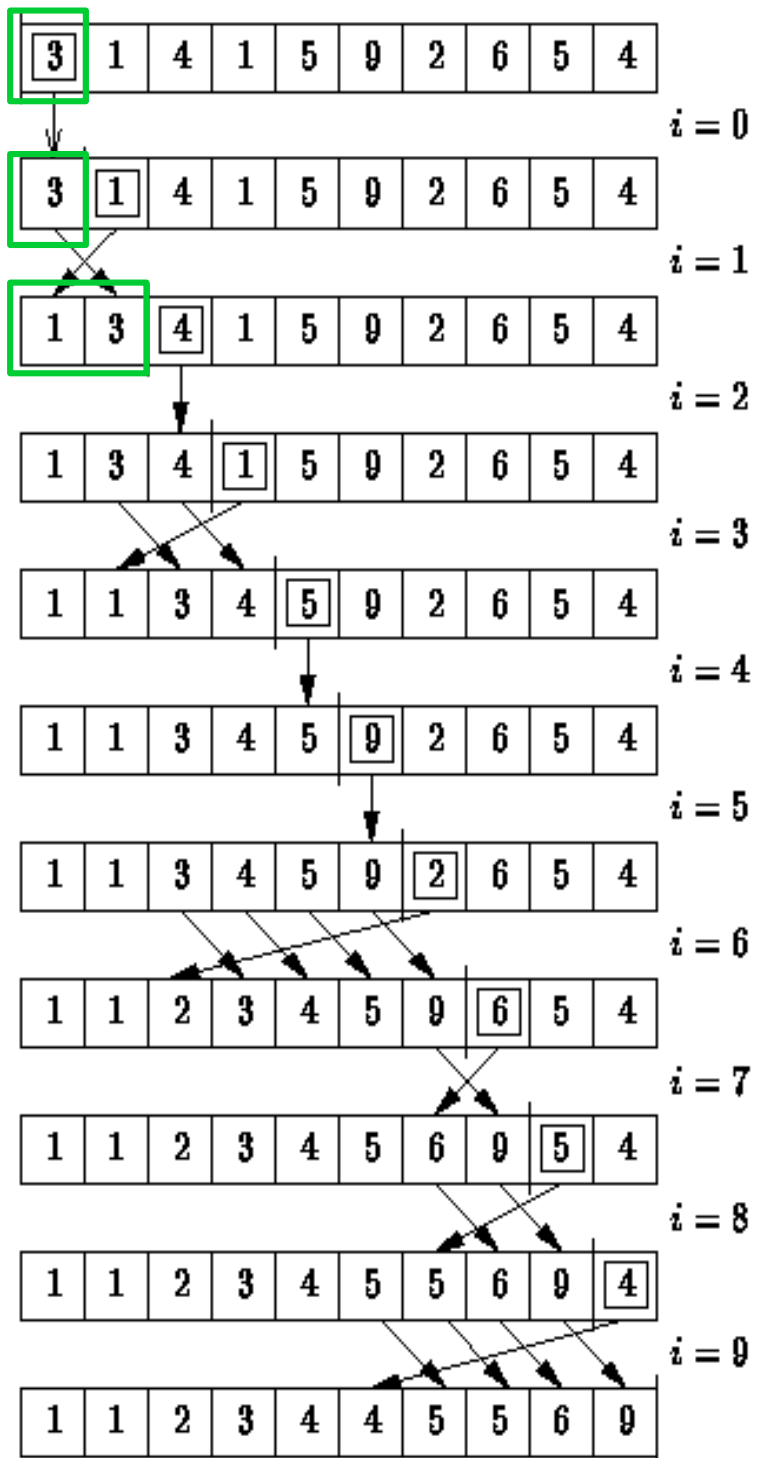 3 1 4 1 5 9 2 6 5 4
i = 0
3 1 4 1 5 9 2 6 5 4
i = 1
1 3 4 1 5 9 2 6 5 4
i = 2
1 3 4 1 5 9 2 6 5 4
i = 3
1 1 3 4 5 9 2 6 5 4
i = 4
1 1 3 4 5 9 2 6 5 4
i = 5
1 1 3 4 5 9 2 6 5 4
i = 6
1 1 2 3 4 5 9 6 5 4
i = 7
1 1 2 3 4 5 6 9 5 4
i = 8
1 1 2 3 4 5 5 6 9 4
i = 9
1 1 2 3 4 4 5 5 6 9